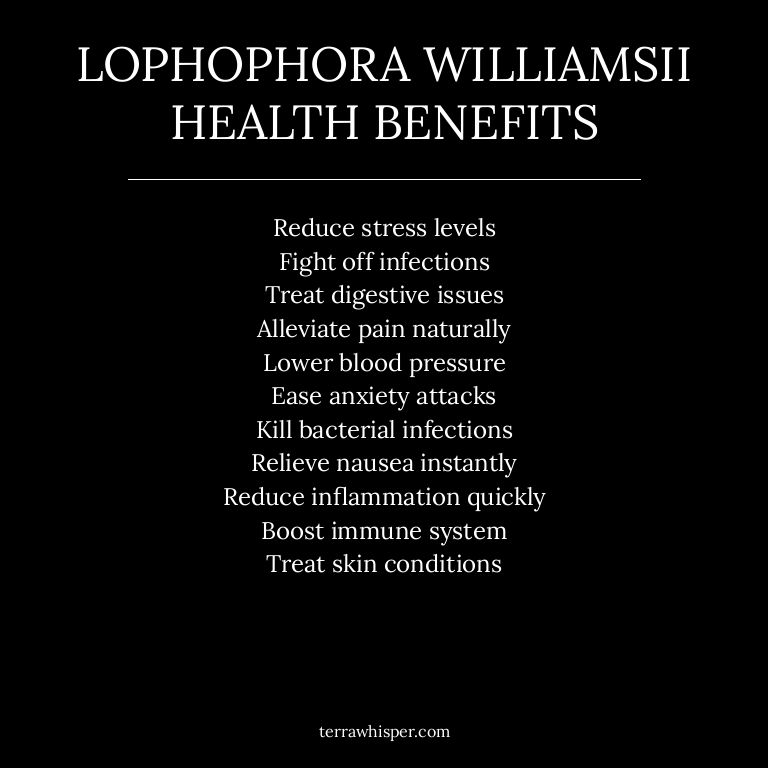 LOPHOPHORA WILLIAMSII
HEALTH BENEFITS
Reduce stress levels
Fight off infections
Treat digestive issues
Alleviate pain naturally
Lower blood pressure
Ease anxiety attacks
Kill bacterial infections
Relieve nausea instantly
Reduce inflammation quickly
Boost immune system
Treat skin conditions
terrawhisper.com